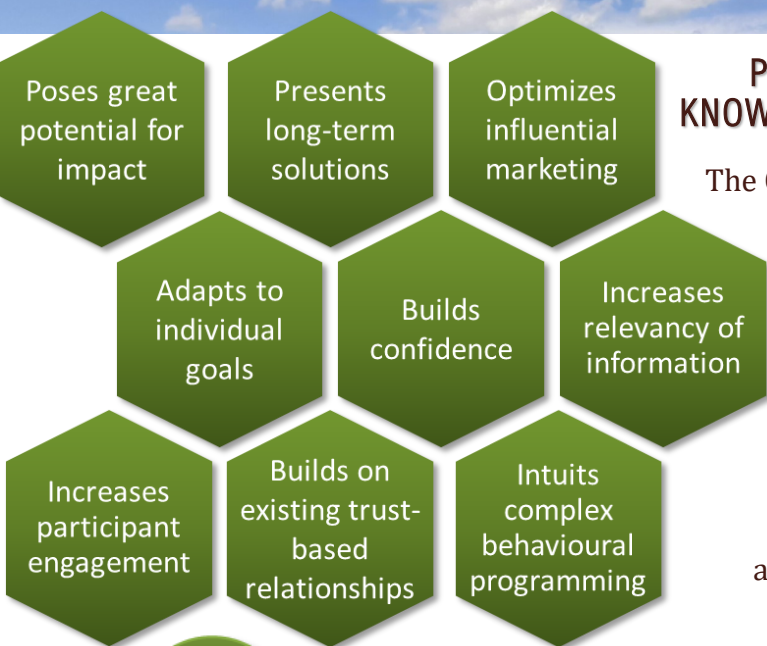 Poses great
potential for
impact
Presents
long-term
solutions
Optimizes
influential
marketing
Adapts to
individual
goals
Builds
confidence
Increases
relevancy of
information
Increases
participant
engagement
Builds on
existing trust-
based
relationships
Intuits
complex
behavioural
programming
The